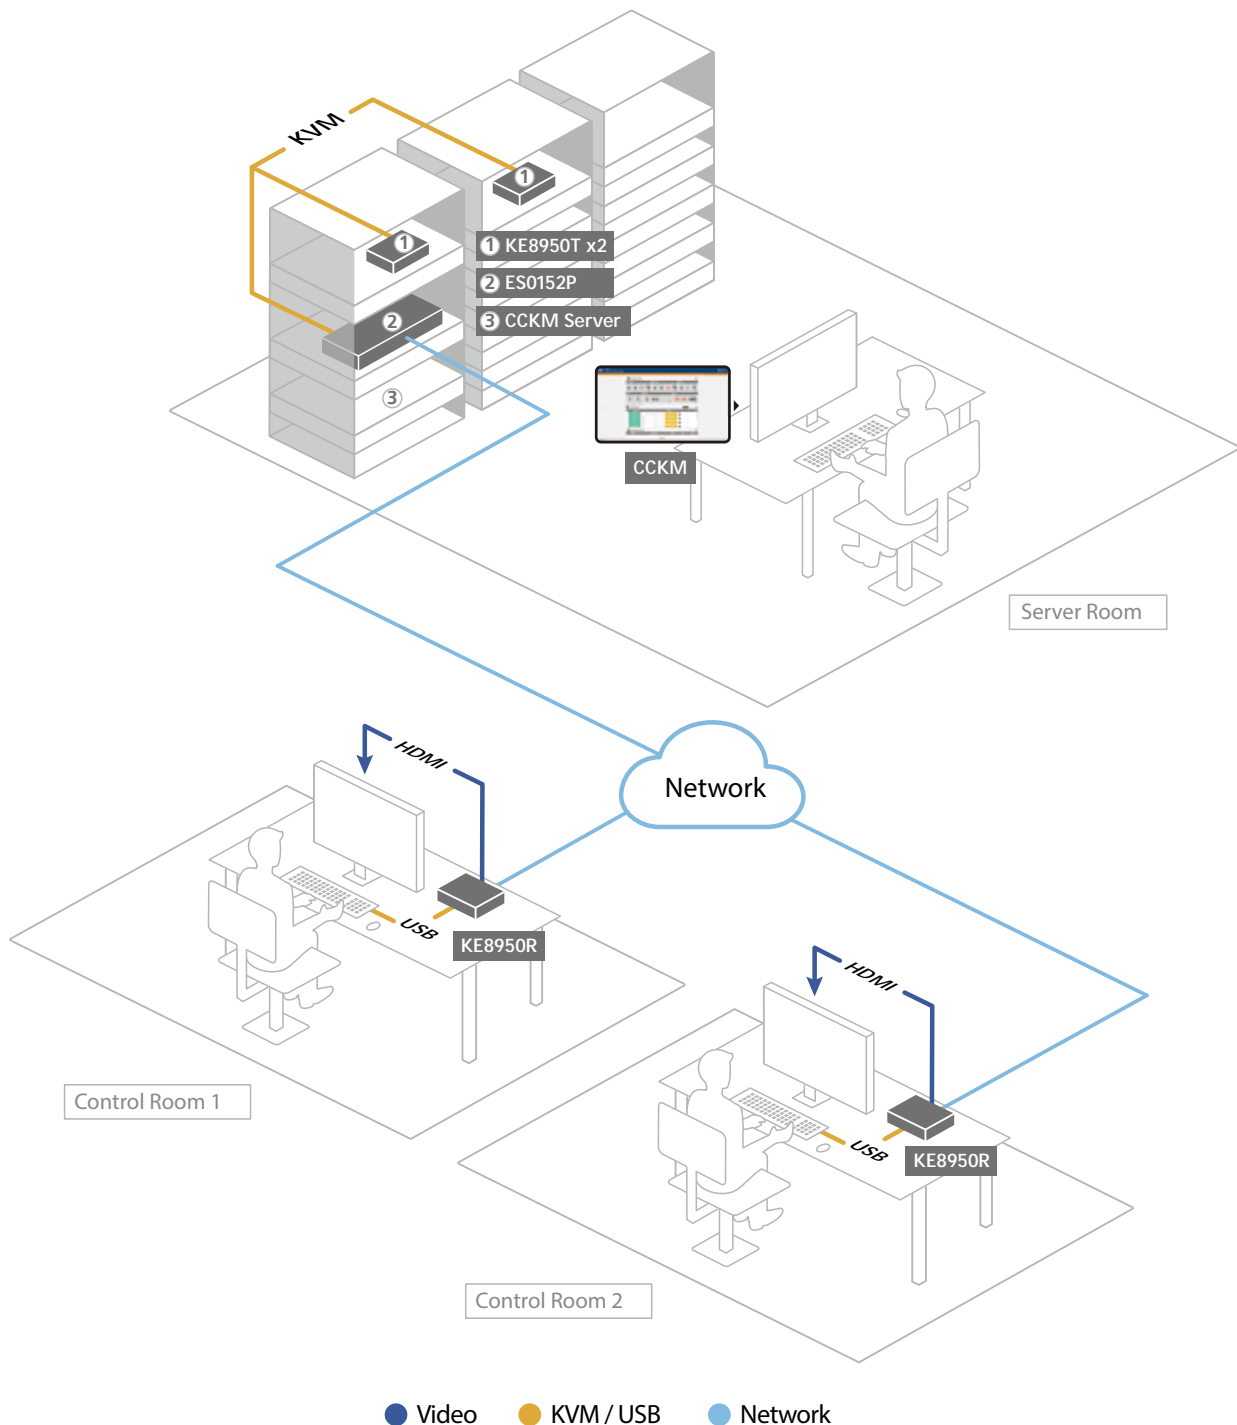 KVM
①
①
① KE8950T x2
② ES0152P
③ CCKM Server
②
③
CCKM
Server Room
HDMI
Network
USB
KE8950R
HDMI
Control Room 1
USB
KE8950R
Control Room 2
Video
KVM / USB
Network